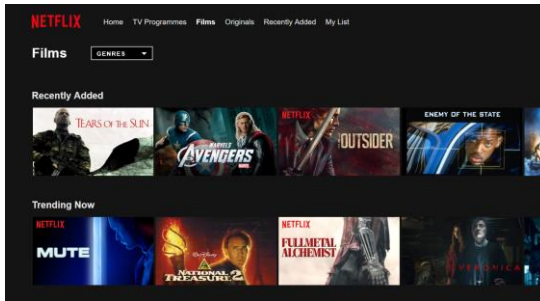 NETFLIX Home TV Programmes Films Originals Recently Added My List
Films GENRES
Recently Added
TEARS OF THE SUN
MARVEL'S
AVENGERS
NETFLIX
OUTSIDER
ENEMY OF THE STATE
Trending Now
NETFLIX
MUTE
NATIONAL
TREASURE 2
NETFLIX
FULLMETAL
ALCHEMIST
VERONICA